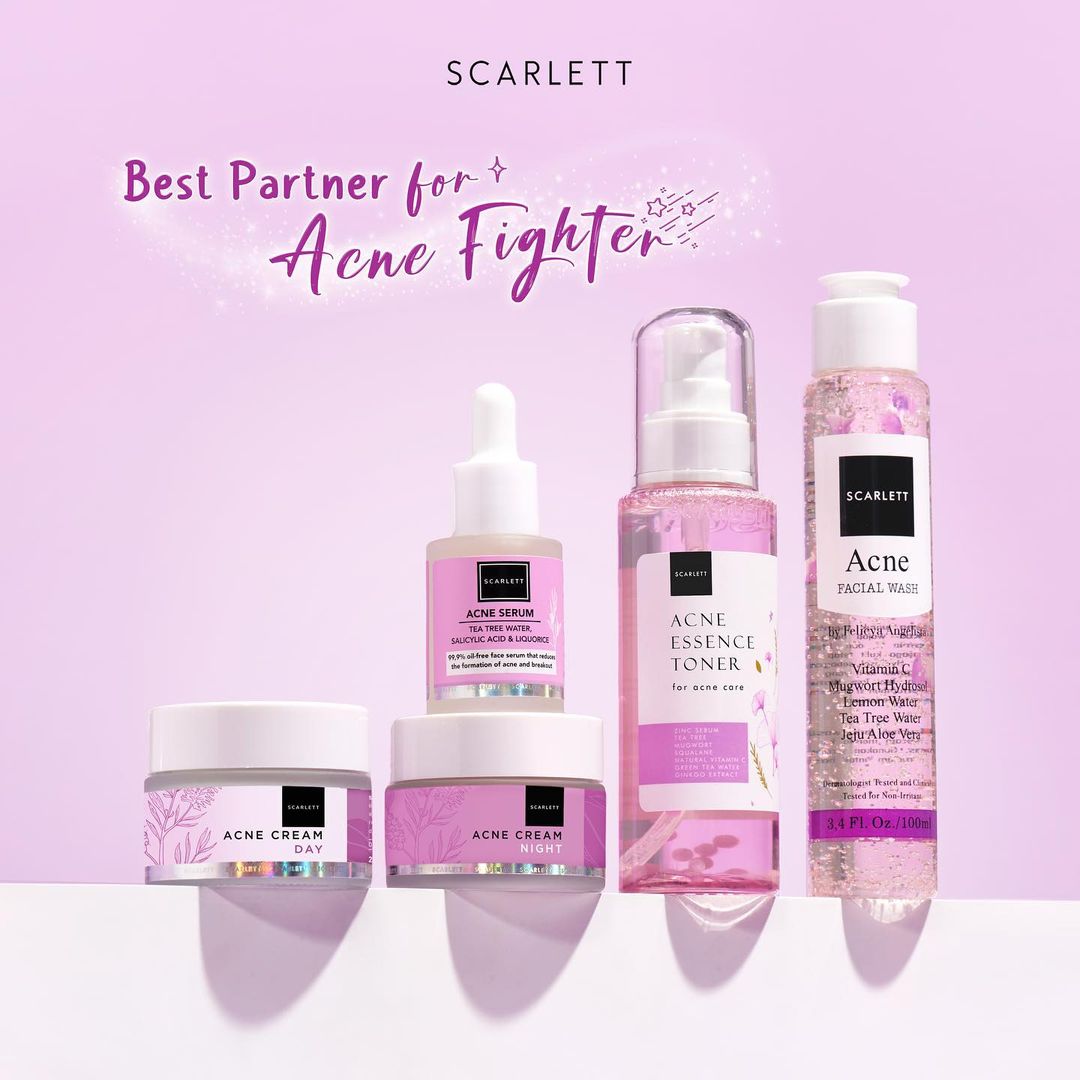 SCARLETT
Best Partner for
Acne Fighter
SCARLETT
ACNE SERUM
TEA TREE WATER,
SALICYLIC ACID & LIQUORICE
99,9% oil-free face serum that reduces
the formation of acne and breakout
SCARLETT
ACNE CREAM
DAY
SCARLETT
ACNE CREAM
NIGHT
SCARLETT
ACNE
ESSENCE
TONER
for acne care
ZINC SERUM
TEA TREE
MUGWORT
SQUALANE
NATURAL VITAMIN C
GREEN TEA WATER
GINKGO EXTRACT
SCARLETT
Acne
FACIAL WASH
by Felicya Angelista
Vitamin C
Mugwort Hydrosol
Lemon Water
Tea Tree Water
Jeju Aloe Vera
Dermatologist Tested and
Tested for Non-Irritant
3,4 Fl. Oz./100ml